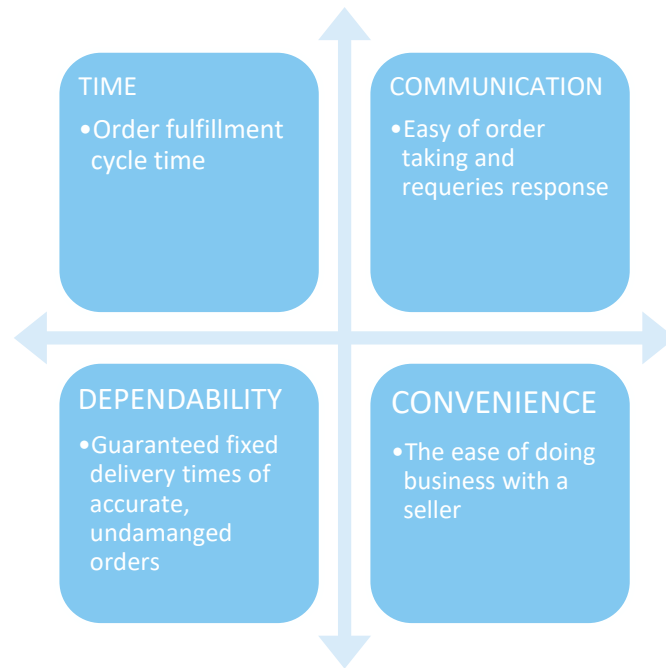 TIME
•Order fulfillment
cycle time
COMMUNICATION
•Easy of order
taking and
requeries response
DEPENDABILITY
•Guaranteed fixed
delivery times of
accurate,
undamanged
orders
CONVENIENCE
•The ease of doing
business with a
seller